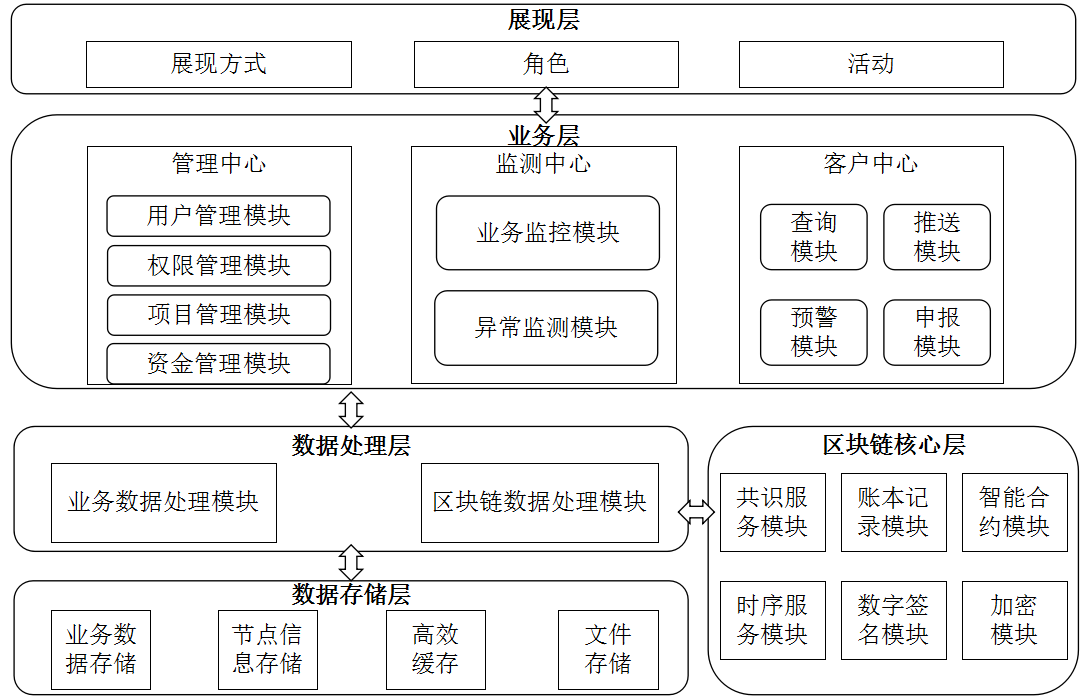 展现层
展现方式
角色
活动
业务层
管理中心
用户管理模块
权限管理模块
项目管理模块
资金管理模块
监测中心
业务监控模块
异常监测模块
客户中心
查询
模块
推送
模块
预警
模块
申报
模块
数据处理层
业务数据处理模块
区块链数据处理模块
区块链核心层
共识服
务模块
账本记
录模块
智能合
约模块
时序服
务模块
数字签
名模块
加密
模块
数据存储层
业务数
据存储
节点信
息存储
高效
缓存
文件
存储